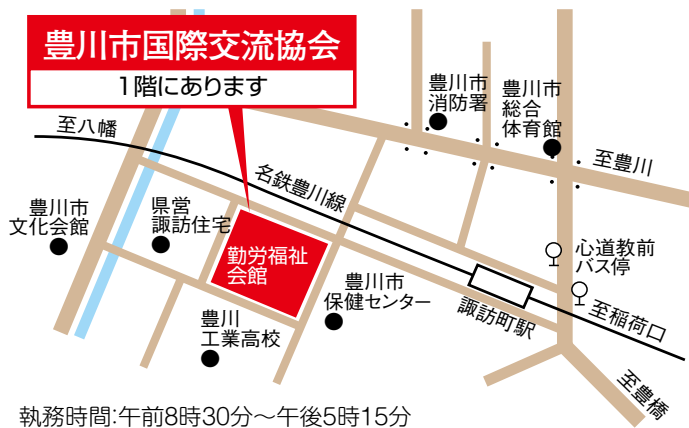 豊川市国際交流協会
1階にあります
豊川市
消防署
豊川市
総合
体育館
至八幡
至豊川
名鉄豊川線
豊川市
文化会館
県営
諏訪住宅
勤労福祉
会館
心道教前
バス停
豊川市
保健センター
諏訪町駅
至稲荷口
豊川
工業高校
至豊橋
執務時間:午前8時30分〜午後5時15分